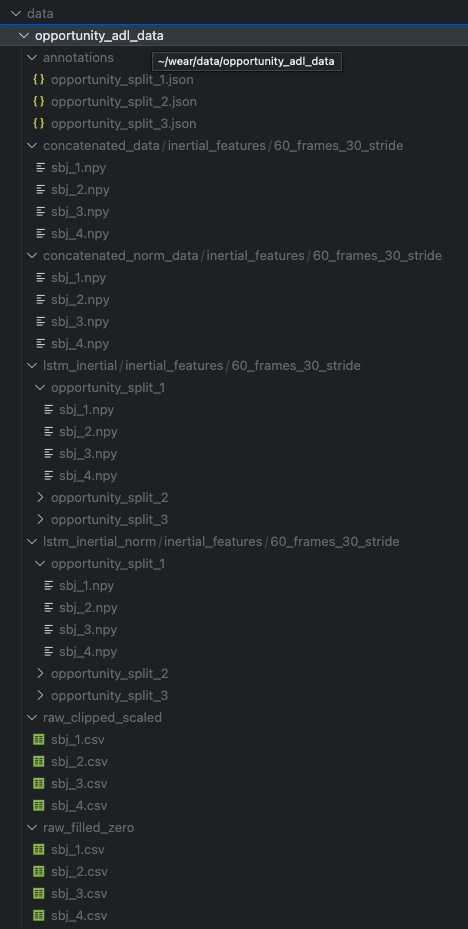 data
opportunity_adl_data
annotations
~/wear/data/opportunity_adl_data
{} opportunity_split_1.json
{} opportunity_split_2.json
{} opportunity_split_3.json
concatenated_data/inertial_features/60_frames_30_stride
sbj_1.npy
sbj_2.npy
sbj_3.npy
sbj_4.npy
concatenated_norm_data/inertial_features/60_frames_30_stride
sbj_1.npy
sbj_2.npy
sbj_3.npy
sbj_4.npy
lstm_inertial/inertial_features/60_frames_30_stride
opportunity_split_1
sbj_1.npy
sbj_2.npy
sbj_3.npy
sbj_4.npy
opportunity_split_2
opportunity_split_3
lstm_inertial_norm/inertial_features/60_frames_30_stride
opportunity_split_1
sbj_1.npy
sbj_2.npy
sbj_3.npy
sbj_4.npy
opportunity_split_2
opportunity_split_3
raw_clipped_scaled
sbj_1.csv
sbj_2.csv
sbj_3.csv
sbj_4.csv
raw_filled_zero
sbj_1.csv
sbj_2.csv
sbj_3.csv
sbj_4.csv